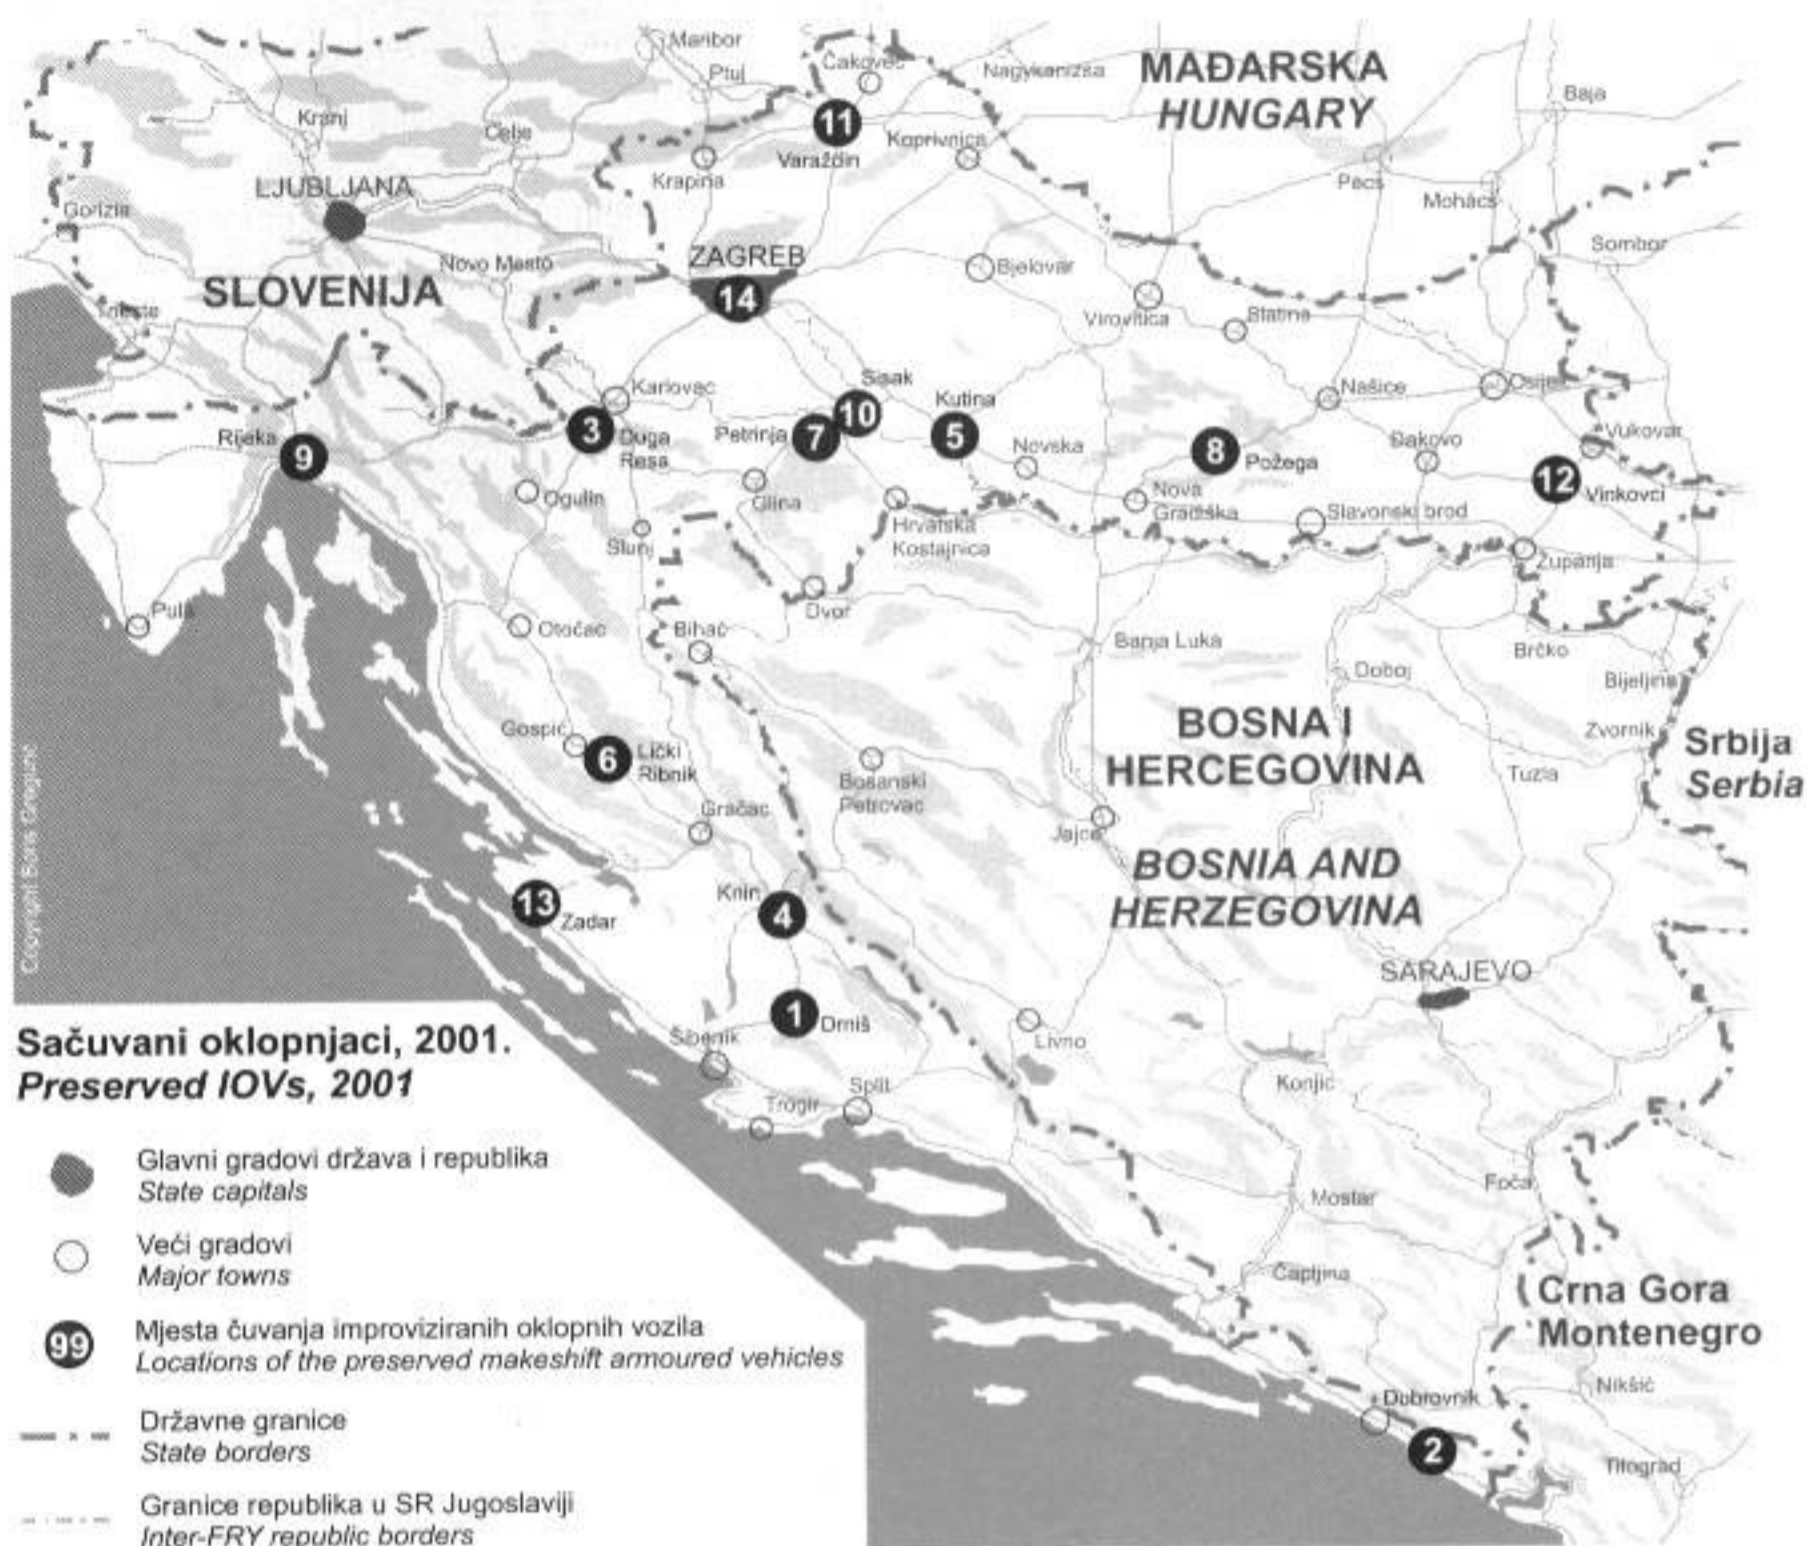 Maribor
Čakovec
Nagykanizsa
MAĐARSKA
HUNGARY
Ptuj
Baja
Kranj
Celje
11
Koprivnica
Varaždin
Krapina
Pécs
Mohács
LJUBLJANA
Gorizia
Sombor
Novo Mesto
ZAGREB
Bjelovar
SLOVENIJA
14
Trieste
Virovitica
Slatina
Karlovac
Sisak
Našice
Osijek
Kutina
10
3
Duga
Resa
Petrinja
7
5
Novska
8
Požega
Đakovo
Vukovar
Rijeka
9
12
Vinkovci
Ogulin
Glina
Nova
Gradiška
Slavonski brod
Hrvatska
Kostajnica
Slunj
Županja
Pula
Dvor
Otočac
Bihać
Banja Luka
Brčko
Doboj
Bijeljina
Gospić
6
Lički
Ribnik
BOSNA I
HERCEGOVINA
Zvornik
Srbija
Serbia
Tuzla
Bosanski
Petrovac
Gračac
Jajce
BOSNIA AND
HERZEGOVINA
13
Zadar
Knin
4
Copyright Boris Gregurić
SARAJEVO
1
Drniš
Šibenik
Livno
Konjic
Split
Trogir
Foča
Mostar
Čapljina
Crna Gora
Montenegro
Nikšić
Dobrovnik
2
Titograd
Sačuvani oklopnjaci, 2001.
Preserved IOVs, 2001
Glavni gradovi država i republika
State capitals
Veći gradovi
Major towns
99
Mjesta čuvanja improviziranih oklopnih vozila
Locations of the preserved makeshift armoured vehicles
Državne granice
State borders
Granice republika u SR Jugoslaviji
Inter-FRY republic borders